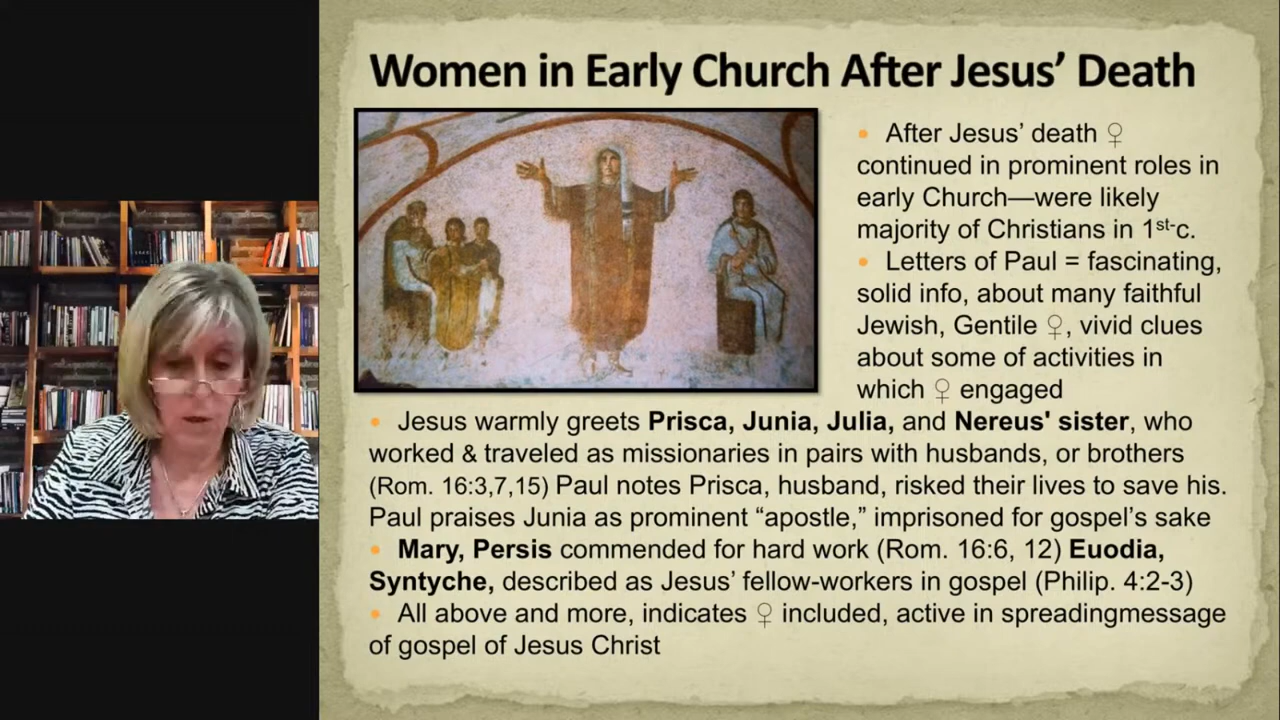 Women in Early Church After Jesus’ Death
• After Jesus’ death ♀
continued in prominent roles in
early Church—were likely
majority of Christians in 1st-c.
• Letters of Paul = fascinating,
solid info, about many faithful
Jewish, Gentile ♀, vivid clues
about some of activities in
which ♀ engaged
• Jesus warmly greets Prisca, Junia, Julia, and Nereus' sister, who
worked & traveled as missionaries in pairs with husbands, or brothers
(Rom. 16:3,7,15) Paul notes Prisca, husband, risked their lives to save his.
Paul praises Junia as prominent “apostle,” imprisoned for gospel’s sake
• Mary, Persis commended for hard work (Rom. 16:6, 12) Euodia,
Syntyche, described as Jesus’ fellow-workers in gospel (Philip. 4:2-3)
• All above and more, indicates ♀ included, active in spreadingmessage
of gospel of Jesus Christ